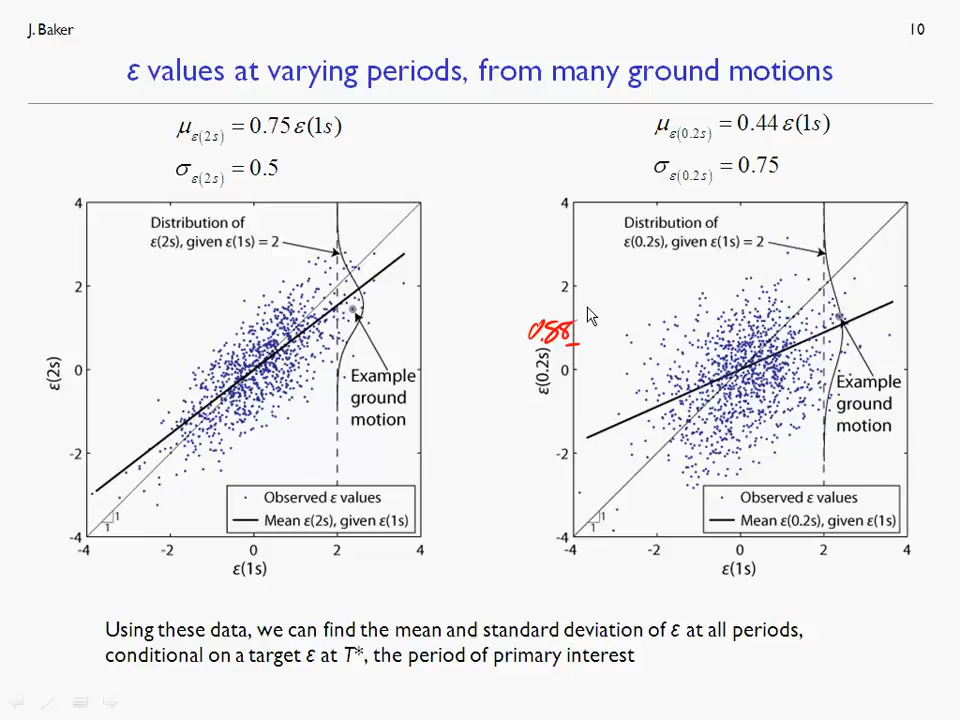 J. Baker
10
ε values at varying periods, from many ground motions
μ ε(2s) = 0.75 ε(1s)
σ ε(2s) = 0.5
μ ε(0.2s) = 0.44 ε(1s)
σ ε(0.2s) = 0.75
4
2
0
-2
-4
ε(2s)
Distribution of
ε(2s), given ε(1s) = 2
Example
ground
motion
Observed ε values
Mean ε(2s), given ε(1s)
1
1
-4
-2
0
2
4
ε(1s)
4
2
0
-2
-4
0.88
ε(0.2s)
Distribution of
ε(0.2s), given ε(1s) = 2
Example
ground
motion
Observed ε values
Mean ε(0.2s), given ε(1s)
1
1
-4
-2
0
2
4
ε(1s)
Using these data, we can find the mean and standard deviation of ε at all periods,
conditional on a target ε at T*, the period of primary interest